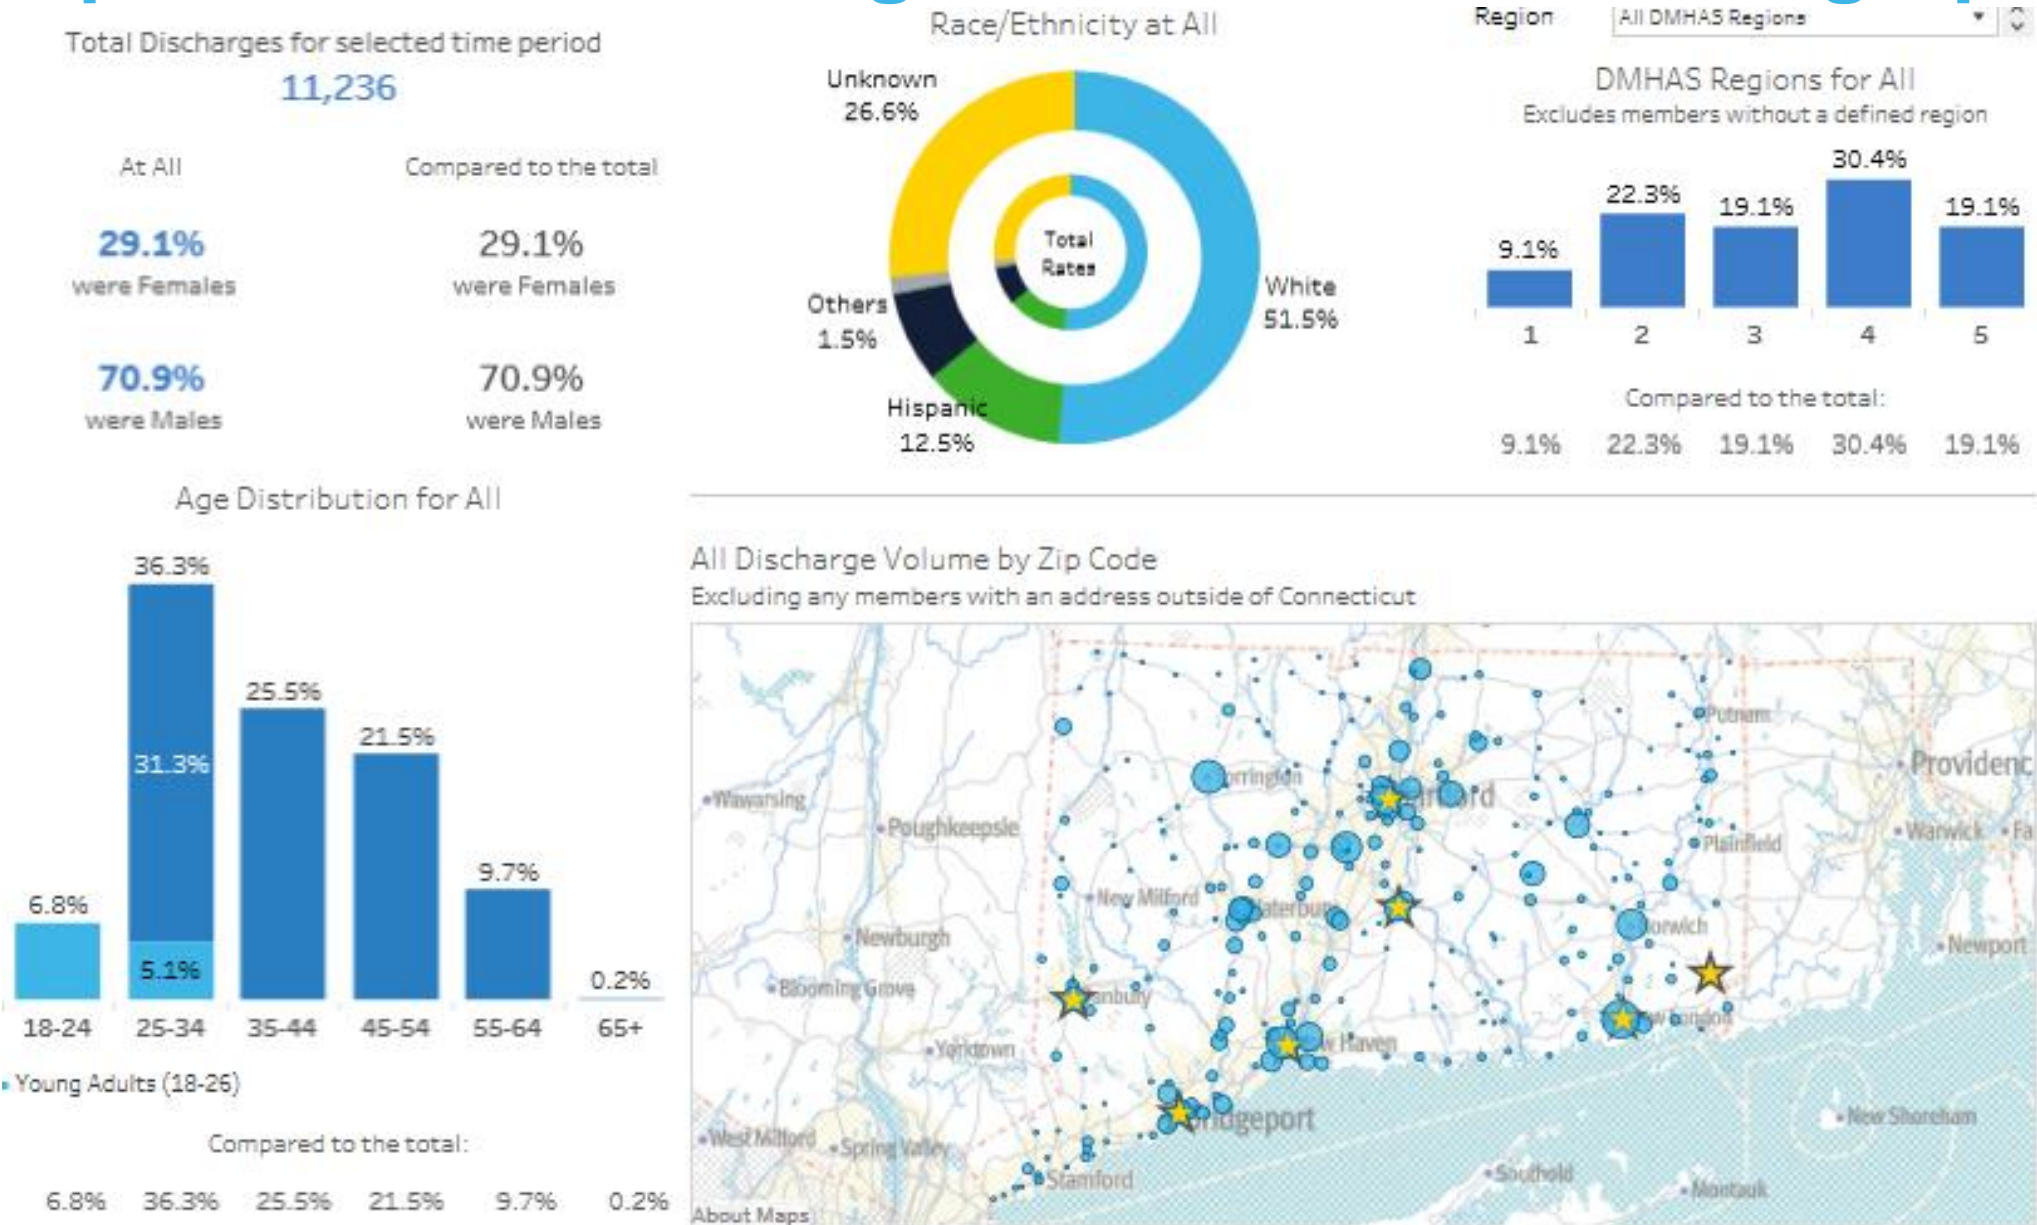 Total Discharges for selected time period
11,236
At All
Compared to the total
29.1%
were Females
29.1%
were Females
70.9%
were Males
70.9%
were Males
Race/Ethnicity at All
Unknown
26.6%
Others
1.5%
Hispanic
12.5%
White
51.5%
Total
Rates
Region
All DMHAS Regions
DMHAS Regions for All
Excludes members without a defined region
9.1%
22.3%
19.1%
30.4%
19.1%
1 2 3 4 5
Compared to the total:
9.1% 22.3% 19.1% 30.4% 19.1%
Age Distribution for All
6.8%
36.3%
31.3%
5.1%
25.5%
21.5%
9.7%
0.2%
18-24 25-34 35-44 45-54 55-64 65+
Young Adults (18-26)
Compared to the total:
6.8% 36.3% 25.5% 21.5% 9.7% 0.2%
All Discharge Volume by Zip Code
Excluding any members with an address outside of Connecticut
Putnam
Providenc
Wawarsing
Poughkeepsie
Warwick
Fa
Plainfield
New Milford
Newburgh
Newport
Blooming Grove
Yorktown
w Haven
New Shoreham
West Milford
Spring Valley
Stamford
Southold
Montauk
About Maps